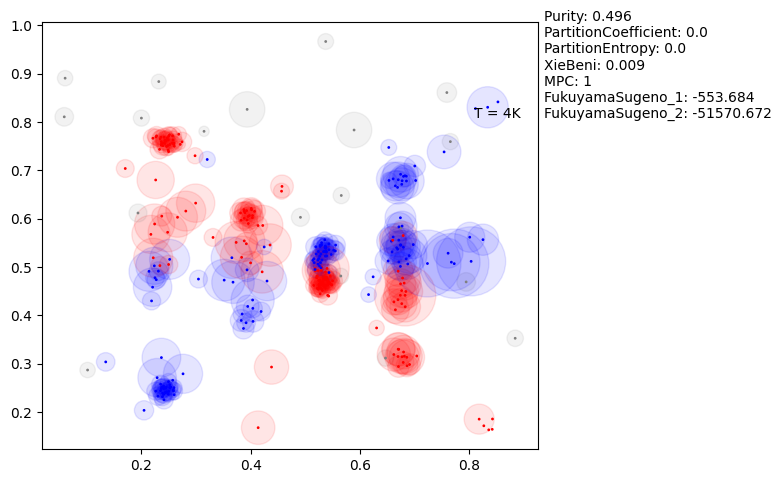 Purity: 0.496
PartitionCoefficient: 0.0
PartitionEntropy: 0.0
XieBeni: 0.009
MPC: 1
FukuyamaSugeno_1: -553.684
FukuyamaSugeno_2: -51570.672
T = 4K
1.0
0.9
0.8
0.7
0.6
0.5
0.4
0.3
0.2
0.2 0.4 0.6 0.8